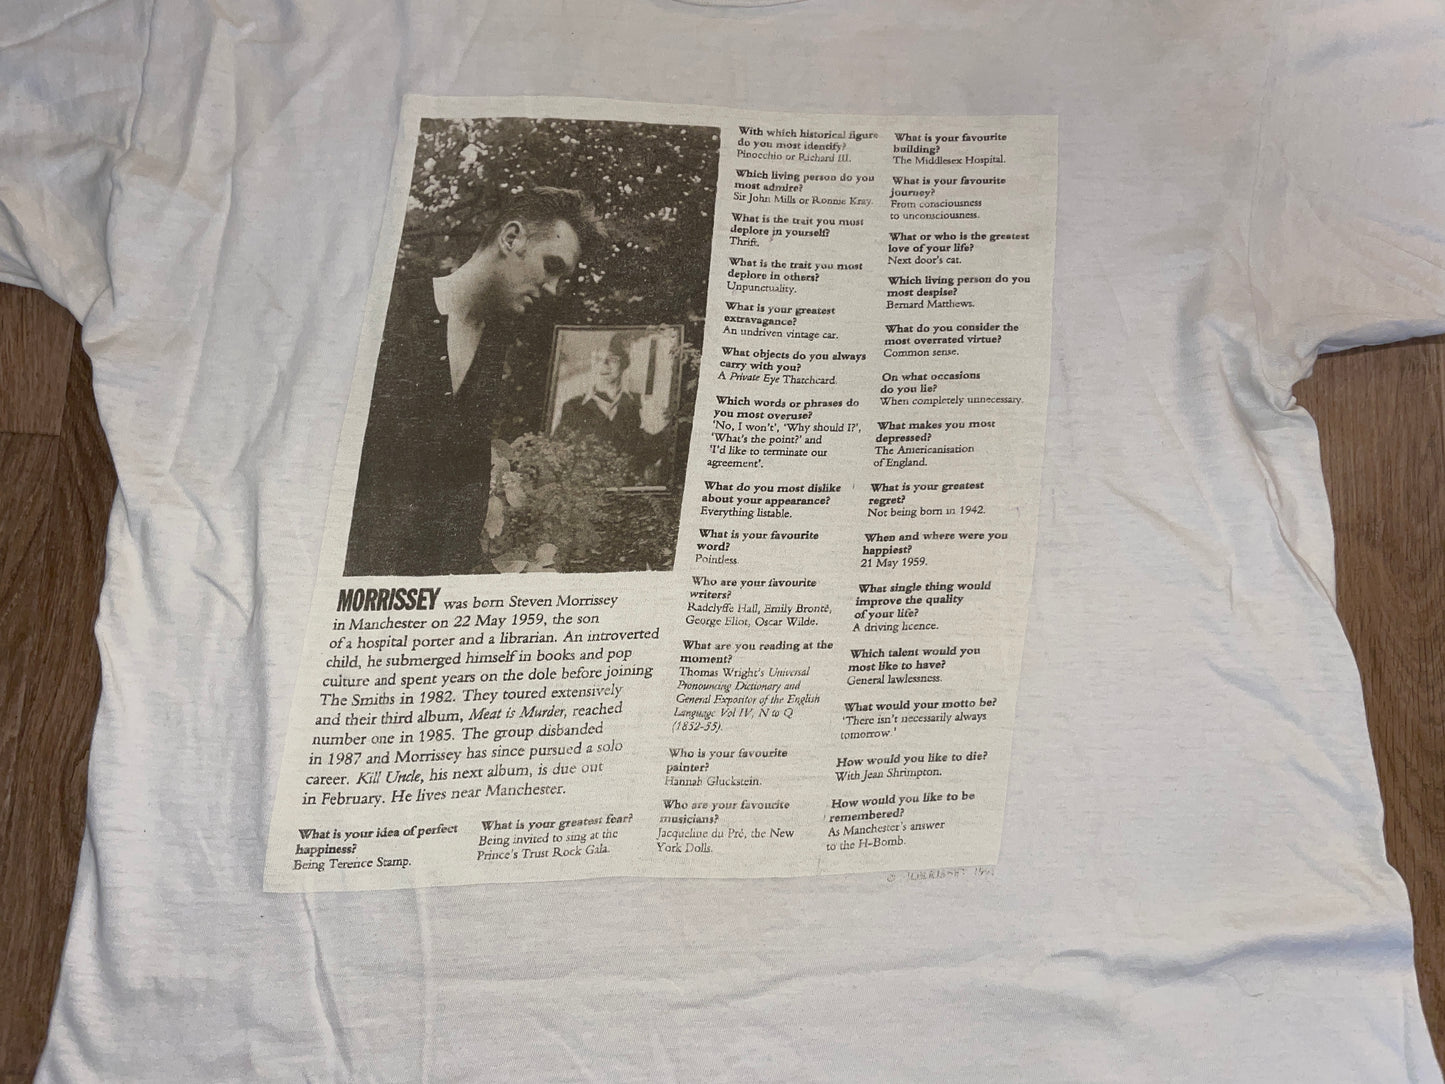 MORRISSEY was born Steven Morrissey
in Manchester on 22 May 1959, the son
of a hospital porter and a librarian. An introverted
child, he submerged himself in books and pop
culture and spent years on the dole before joining
The Smiths in 1982. They toured extensively
and their third album, Meat is Murder, reached
number one in 1985. The group disbanded
in 1987 and Morrissey has since pursued a solo
career. Kill Uncle, his next album, is due out
in February. He lives near Manchester.
What is your idea of perfect
happiness?
Being Terence Stamp.
What is your greatest fear?
Being invited to sing at the
Prince's Trust Rock Gala.
With which historical figure
do you most identify?
Pinocchio or Richard III.
Which living person do you
most admire?
Sir John Mills or Ronnie Kray.
What is the trait you most
deplore in yourself?
Thrift.
What is the trait you most
deplore in others?
Unpunctuality.
What is your greatest
extravagance?
An undriven vintage car.
What objects do you always
carry with you?
A Private Eye Thatchcard.
Which words or phrases do
you most overuse?
'No, I won't', 'Why should I?',
'What's the point?' and
'I'd like to terminate our
agreement'.
What do you most dislike
about your appearance?
Everything listable.
What is your favourite
word?
Pointless.
Who are your favourite
writers?
Radclyffe Hall, Emily Brontë,
George Eliot, Oscar Wilde.
What are you reading at the
moment?
Thomas Wright's Universal
Pronouncing Dictionary and
General Expositor of the English
Language Vol IV, N to Q
(1852-55).
Who is your favourite
painter?
Hannah Gluckstein.
Who are your favourite
musicians?
Jacqueline du Pré, the New
York Dolls.
What is your favourite
building?
The Middlesex Hospital.
What is your favourite
journey?
From consciousness
to unconsciousness.
What or who is the greatest
love of your life?
Next door's cat.
Which living person do you
most despise?
Bernard Matthews.
What do you consider the
most overrated virtue?
Common sense.
On what occasions
do you lie?
When completely unnecessary.
What makes you most
depressed?
The Americanisation
of England.
What is your greatest
regret?
Not being born in 1942.
When and where were you
happiest?
21 May 1959.
What single thing would
improve the quality
of your life?
A driving licence.
Which talent would you
most like to have?
General lawlessness.
What would your motto be?
'There isn't necessarily always
tomorrow.'
How would you like to die?
With Jean Shrimpton.
How would you like to be
remembered?
As Manchester's answer
to the H-Bomb.